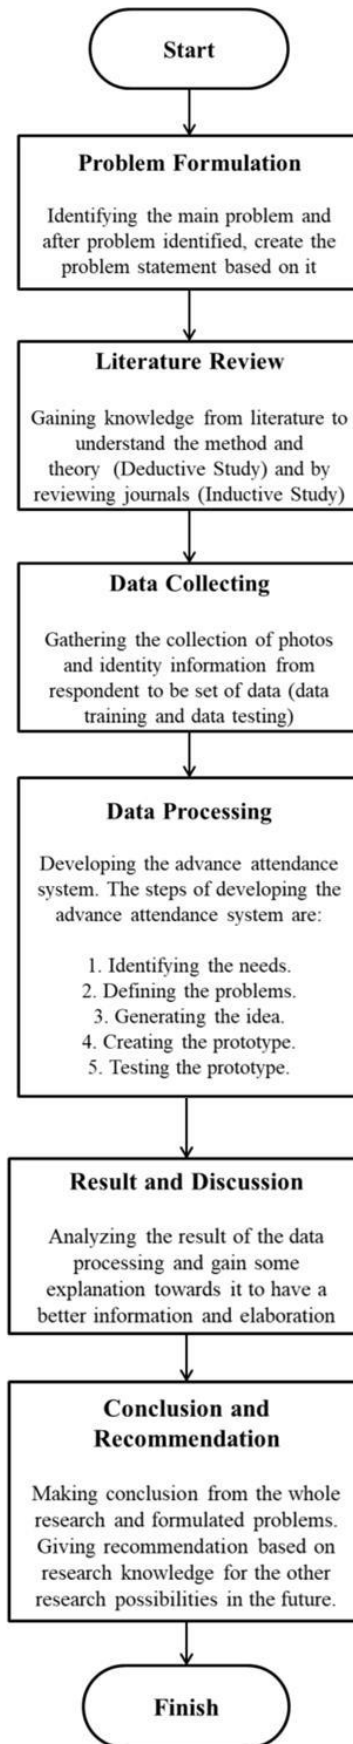 Start
Problem Formulation
Identifying the main problem and
after problem identified, create the
problem statement based on it
Literature Review
Gaining knowledge from literature to
understand the method and
theory (Deductive Study) and by
reviewing journals (Inductive Study)
Data Collecting
Gathering the collection of photos
and identity information from
respondent to be set of data (data
training and data testing)
Data Processing
Developing the advance attendance
system. The steps of developing the
advance attendance system are:
1. Identifying the needs.
2. Defining the problems.
3. Generating the idea.
4. Creating the prototype.
5. Testing the prototype.
Result and Discussion
Analyzing the result of the data
processing and gain some
explanation towards it to have a
better information and elaboration
Conclusion and
Recommendation
Making conclusion from the whole
research and formulated problems.
Giving recommendation based on
research knowledge for the other
research possibilities in the future.
Finish